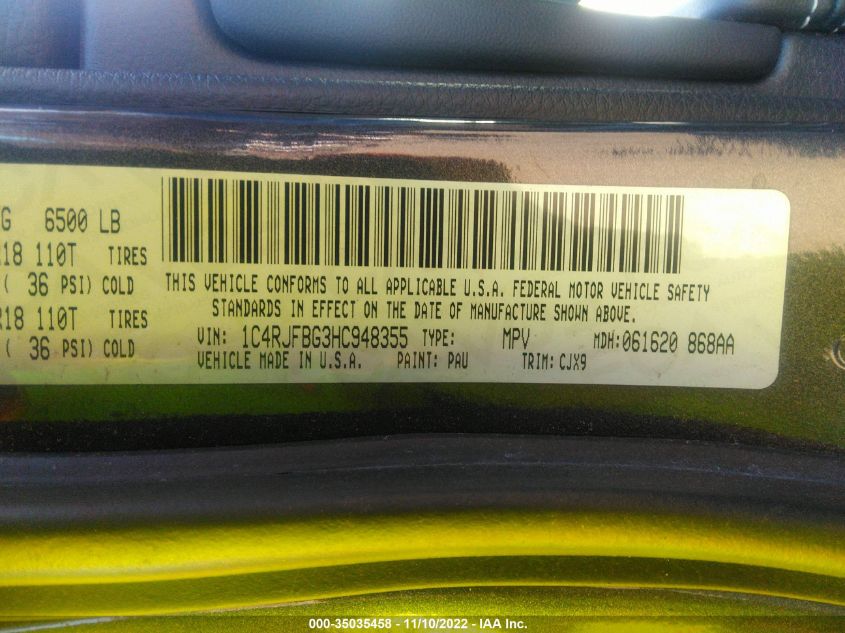 6500 LB
R18 110T TIRES
( 36 PSI) COLD
R18 110T TIRES
( 36 PSI) COLD
THIS VEHICLE CONFORMS TO ALL APPLICABLE U.S.A. FEDERAL MOTOR VEHICLE SAFETY
STANDARDS IN EFFECT ON THE DATE OF MANUFACTURE SHOWN ABOVE.
VIN: 1C4RJFBG3HC948355 TYPE: MPV MDH:061620 868AA
VEHICLE MADE IN U.S.A. PAINT: PAU TRIM: CJX9
000-35035458 - 11/10/2022 - IAA Inc.